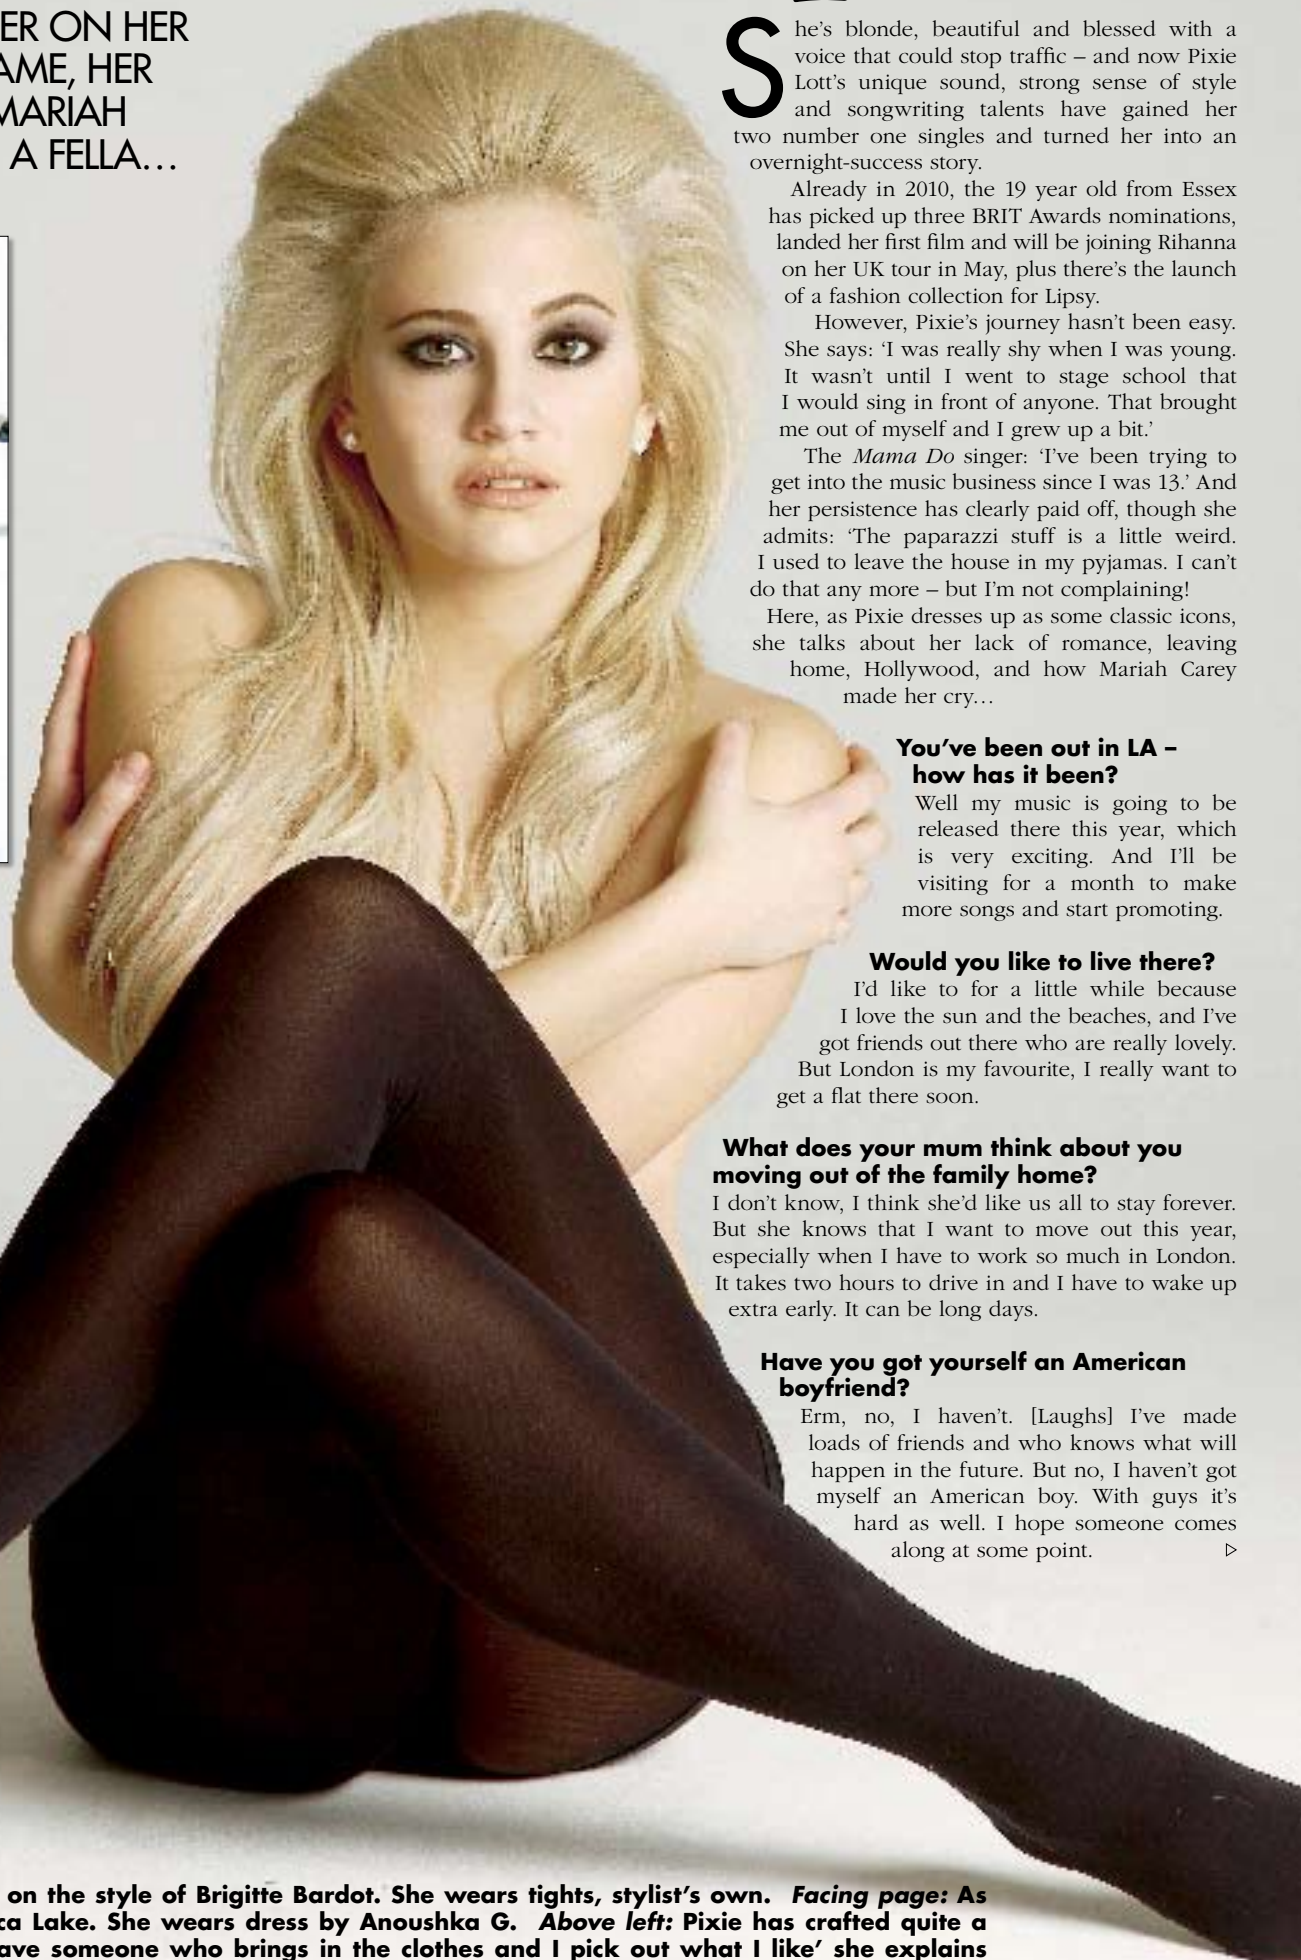 ER ON HER
AME, HER
MARIAH
A FELLA…
She's blonde, beautiful and blessed with a
voice that could stop traffic – and now Pixie
Lott's unique sound, strong sense of style
and songwriting talents have gained her
two number one singles and turned her into an
overnight-success story.
Already in 2010, the 19 year old from Essex
has picked up three BRIT Awards nominations,
landed her first film and will be joining Rihanna
on her UK tour in May, plus there's the launch
of a fashion collection for Lipsy.
However, Pixie's journey hasn't been easy.
She says: 'I was really shy when I was young.
It wasn't until I went to stage school that
I would sing in front of anyone. That brought
me out of myself and I grew up a bit.'
The Mama Do singer: 'I've been trying to
get into the music business since I was 13.' And
her persistence has clearly paid off, though she
admits: 'The paparazzi stuff is a little weird.
I used to leave the house in my pyjamas. I can't
do that any more – but I'm not complaining!
Here, as Pixie dresses up as some classic icons,
she talks about her lack of romance, leaving
home, Hollywood, and how Mariah Carey
made her cry…
You've been out in LA –
how has it been?
Well my music is going to be
released there this year, which
is very exciting. And I'll be
visiting for a month to make
more songs and start promoting.
Would you like to live there?
I'd like to for a little while because
I love the sun and the beaches, and I've
got friends out there who are really lovely.
But London is my favourite, I really want to
get a flat there soon.
What does your mum think about you
moving out of the family home?
I don't know, I think she'd like us all to stay forever.
But she knows that I want to move out this year,
especially when I have to work so much in London.
It takes two hours to drive in and I have to wake up
extra early. It can be long days.
Have you got yourself an American
boyfriend?
Erm, no, I haven't. [Laughs] I've made
loads of friends and who knows what will
happen in the future. But no, I haven't got
myself an American boy. With guys it's
hard as well. I hope someone comes
along at some point.
on the style of Brigitte Bardot. She wears tights, stylist's own. Facing page: As
ca Lake. She wears dress by Anoushka G. Above left: Pixie has crafted quite a
ave someone who brings in the clothes and I pick out what I like' she explains